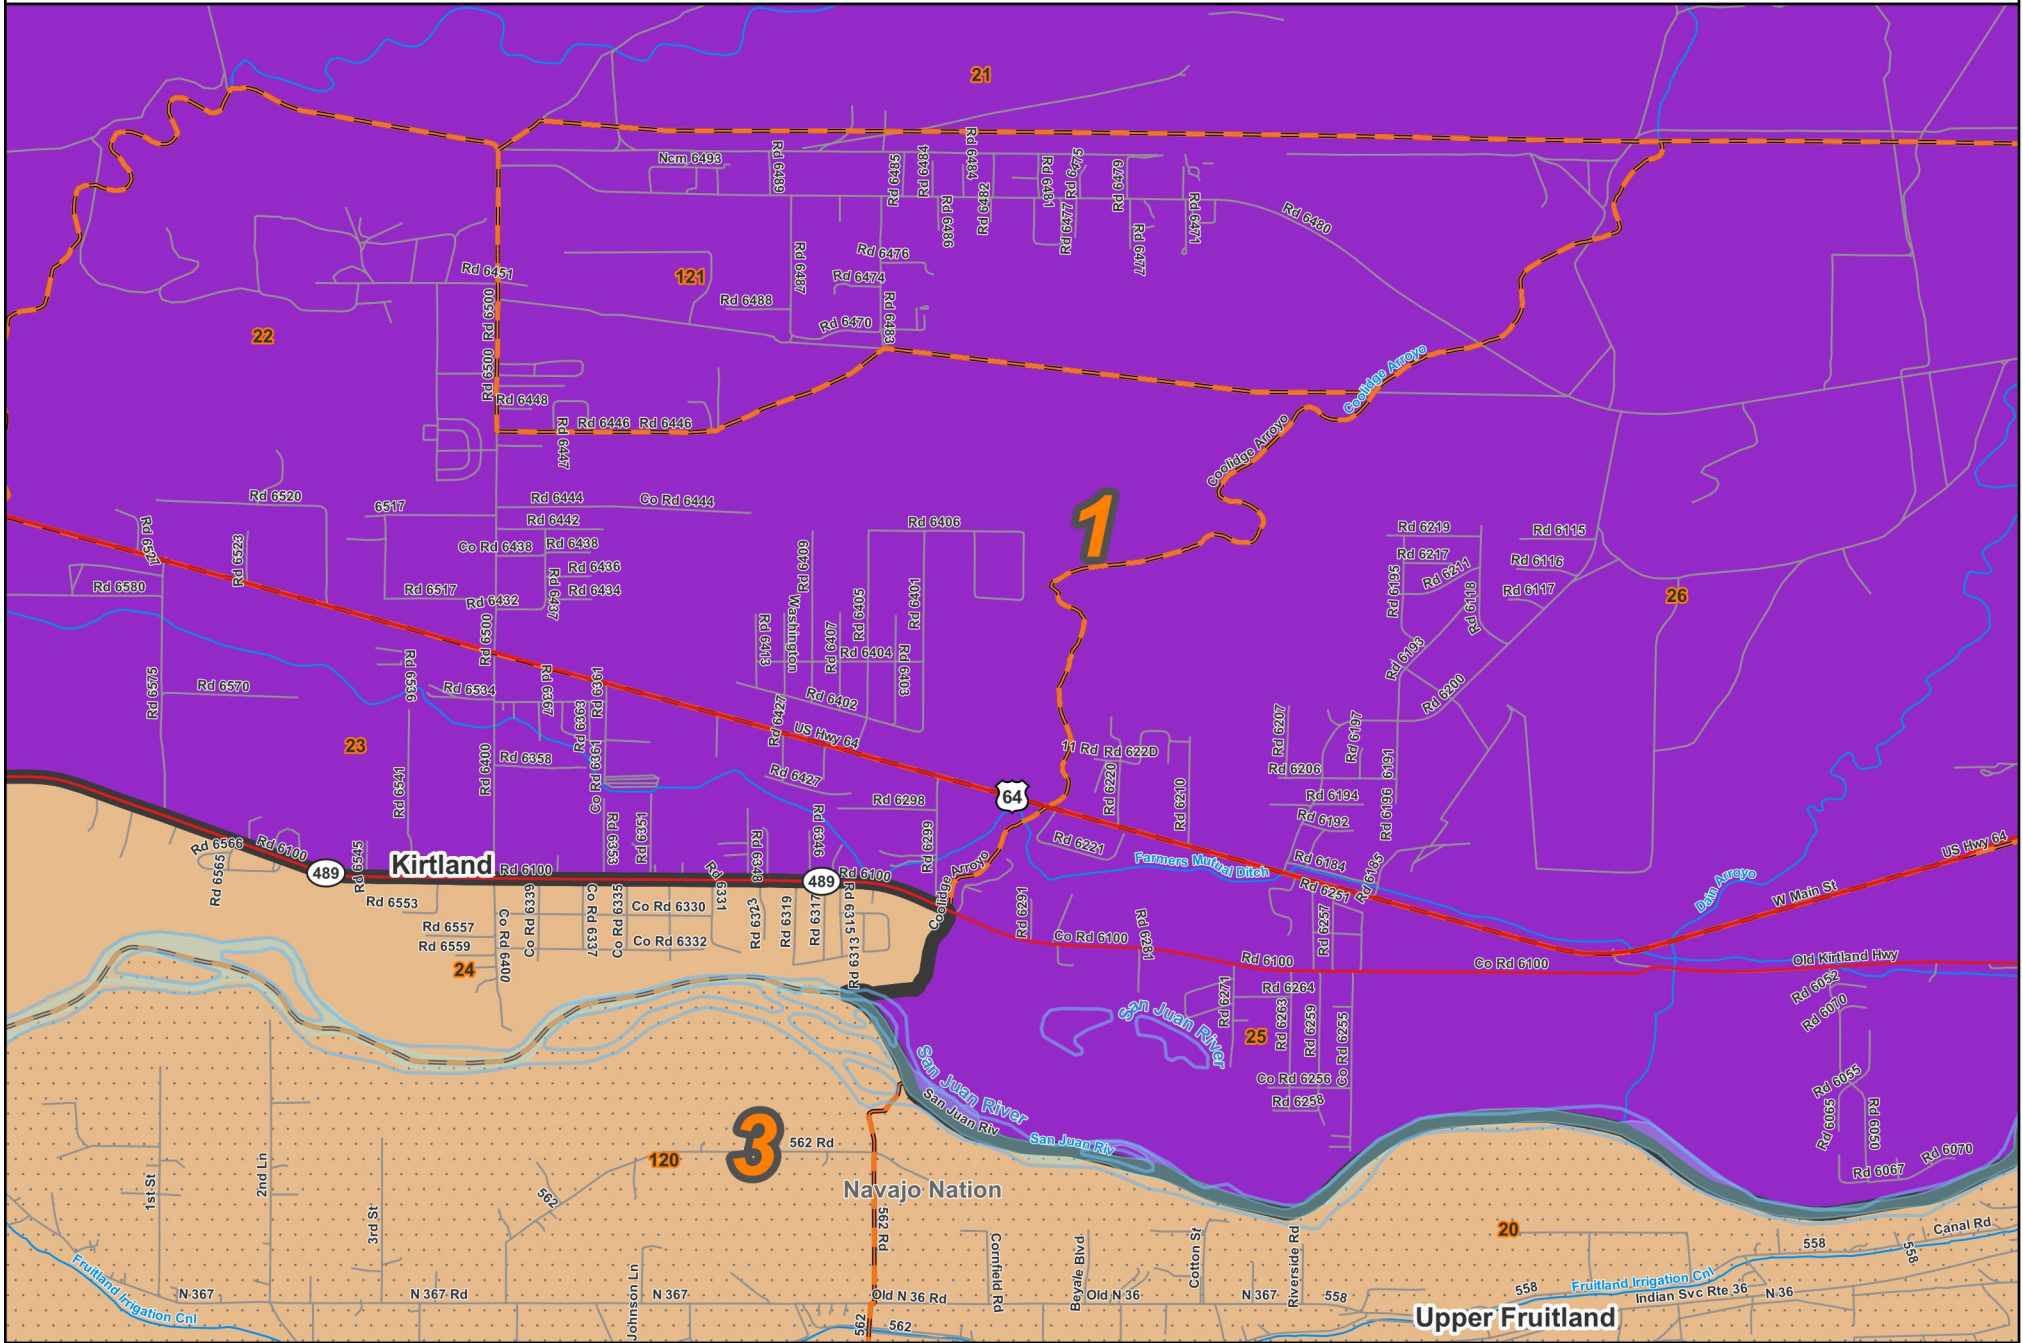 21
Ncm 6493
Rd 6489
Rd 6485
Rd 6484
Rd 6484
Rd 6482
Rd 6486
Rd 6481
Rd 6475
Rd 6477
Rd 6479
Rd 6477
Rd 6471
Rd 6480
Rd 6451
121
Rd 6487
Rd 6476
Rd 6474
Rd 6488
Rd 6470
Rd 6483
Rd 6500
22
Rd 6500
Rd 6448
Rd 6446
Rd 6446
Rd 6447
Coolidge Arroyo
Coolidge Arroyo
Rd 6520
6517
Rd 6444
Co Rd 6444
Rd 6442
Co Rd 6438
Rd 6438
Rd 6436
Rd 6434
Rd 6437
Rd 6517
Rd 6432
Rd 6500
Rd 6527
Rd 6523
Rd 6580
Rd 6406
1
Rd 6409
Washington
Rd 6413
Rd 6407
Rd 6405
Rd 6401
Rd 6404
Rd 6403
Rd 6402
Rd 6219
Rd 6115
Rd 6217
Rd 6211
Rd 6116
Rd 6117
Rd 6195
Rd 6118
26
Rd 6193
Rd 6200
Rd 6575
Rd 6570
Rd 6536
Rd 6534
Rd 6367
Rd 6361
Rd 6363
Rd 6427
US Hwy 64
Rd 6427
23
Rd 6400
Rd 6358
Co Rd 6361
Rd 6541
11 Rd
Rd 622D
Rd 6220
Rd 6210
Rd 6207
Rd 6197
Rd 6206
6191
Rd 6194
Rd 6196
Rd 6192
64
Rd 6298
Rd 6299
Rd 6221
Farmers Mutual Ditch
Rd 6184
Rd 6185
Rd 6251
US Hwy 64
W Main St
Dain Arroyo
Rd 6566
Rd 6565
Rd 6100
489
Rd 6545
Kirtland
Rd 6100
Rd 6363
Rd 6351
Rd 6348
Rd 6346
489
Rd 6100
Coolidge Arroyo
Rd 6553
Rd 6557
Rd 6559
24
Co Rd 6400
Co Rd 6339
Co Rd 6337
Co Rd 6335
Co Rd 6330
Co Rd 6332
Rd 6331
Rd 6323
Rd 6319
Rd 6317
Rd 6315
Rd 6313
Rd 6291
Co Rd 6100
Rd 6281
Rd 6257
Rd 6100
Co Rd 6100
Old Kirtland Hwy
Rd 6264
Rd 6271
Rd 6263
Rd 6259
Co Rd 6255
25
Co Rd 6256
Rd 6258
Rd 6052
Rd 6070
Rd 6055
Rd 6065
Rd 6050
Rd 6070
Rd 6067
San Juan River
San Juan River
San Juan Riv
San Juan Riv
3
562 Rd
120
Navajo Nation
1st St
2nd Ln
3rd St
562
562 Rd
Cornfield Rd
Beyale Blvd
Cotton St
Riverside Rd
20
Canal Rd
558
558
Fruitland Irrigation Cnl
N 367
N 367 Rd
Johnson Ln
N 367
Old N 36 Rd
Old N 36
N 367
558
558
Fruitland Irrigation Cnl
Indian Svc Rte 36
N 36
562
562
Upper Fruitland